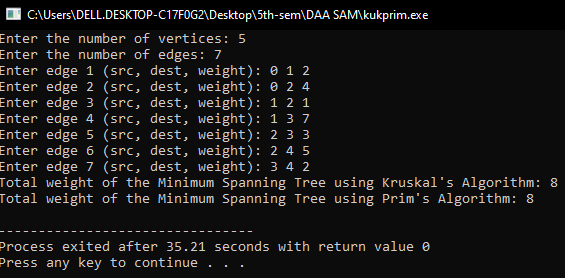 C:\Users\DELL.DESKTOP-C17F0G2\Desktop\5th-sem\DAA SAM\kukprim.exe
Enter the number of vertices: 5
Enter the number of edges: 7
Enter edge 1 (src, dest, weight): 0 1 2
Enter edge 2 (src, dest, weight): 0 2 4
Enter edge 3 (src, dest, weight): 1 2 1
Enter edge 4 (src, dest, weight): 1 3 7
Enter edge 5 (src, dest, weight): 2 3 3
Enter edge 6 (src, dest, weight): 2 4 5
Enter edge 7 (src, dest, weight): 3 4 2
Total weight of the Minimum Spanning Tree using Kruskal's Algorithm: 8
Total weight of the Minimum Spanning Tree using Prim's Algorithm: 8
--------------------------------
Process exited after 35.21 seconds with return value 0
Press any key to continue . . .